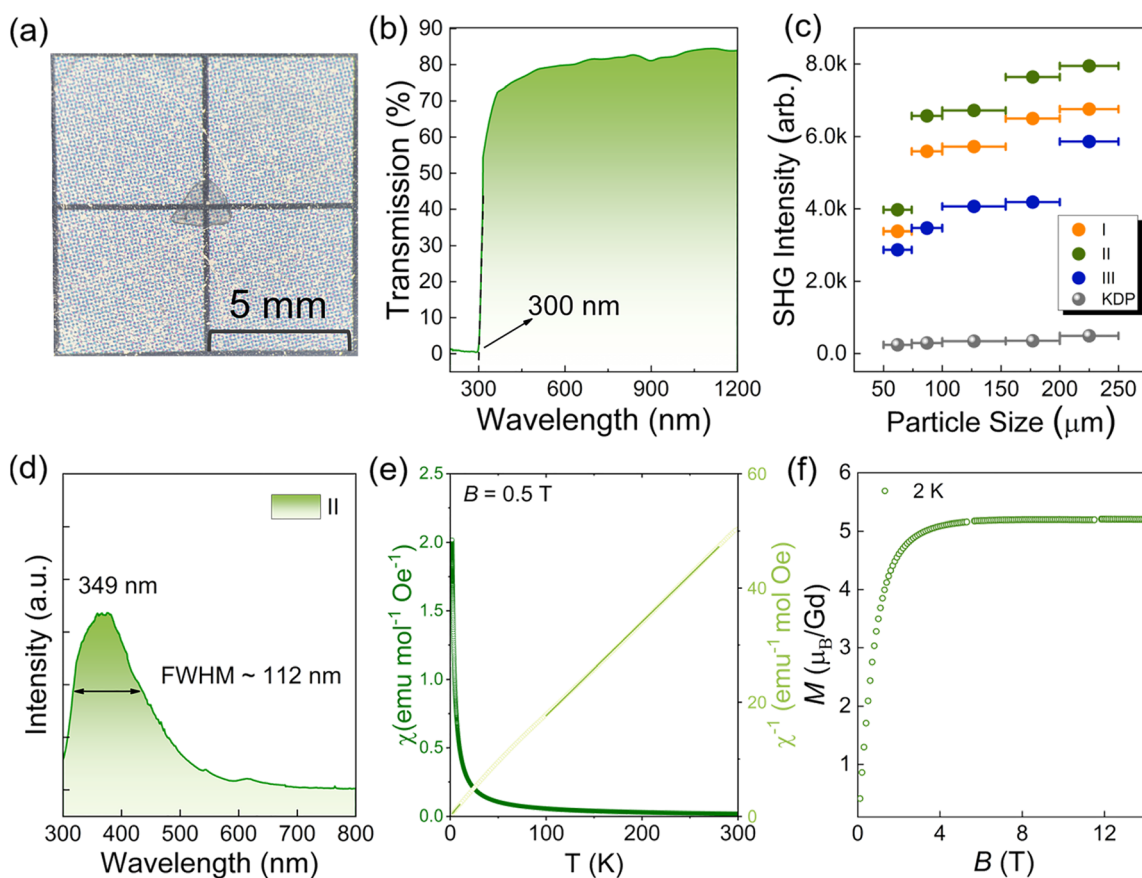 (a)
5 mm
(b)
Transmission (%)
90
80
70
60
50
40
30
20
10
0
300 nm
300 600 900 1200
Wavelength (nm)
(c)
SHG Intensity (arb.)
8.0k
6.0k
4.0k
2.0k
0.0
I
II
III
KDP
50 100 150 200 250
Particle Size (μm)
(d)
Intensity (a.u.)
II
349 nm
FWHM ~ 112 nm
300 400 500 600 700 800
Wavelength (nm)
(e)
B = 0.5 T
χ(emu mol⁻¹ Oe⁻¹)
2.5
2.0
1.5
1.0
0.5
0.0
60
40
20
0
χ⁻¹ (emu⁻¹ mol Oe)
0 100 200 300
T (K)
(f)
2 K
M (μB/Gd)
6
5
4
3
2
1
0 4 8 12
B (T)